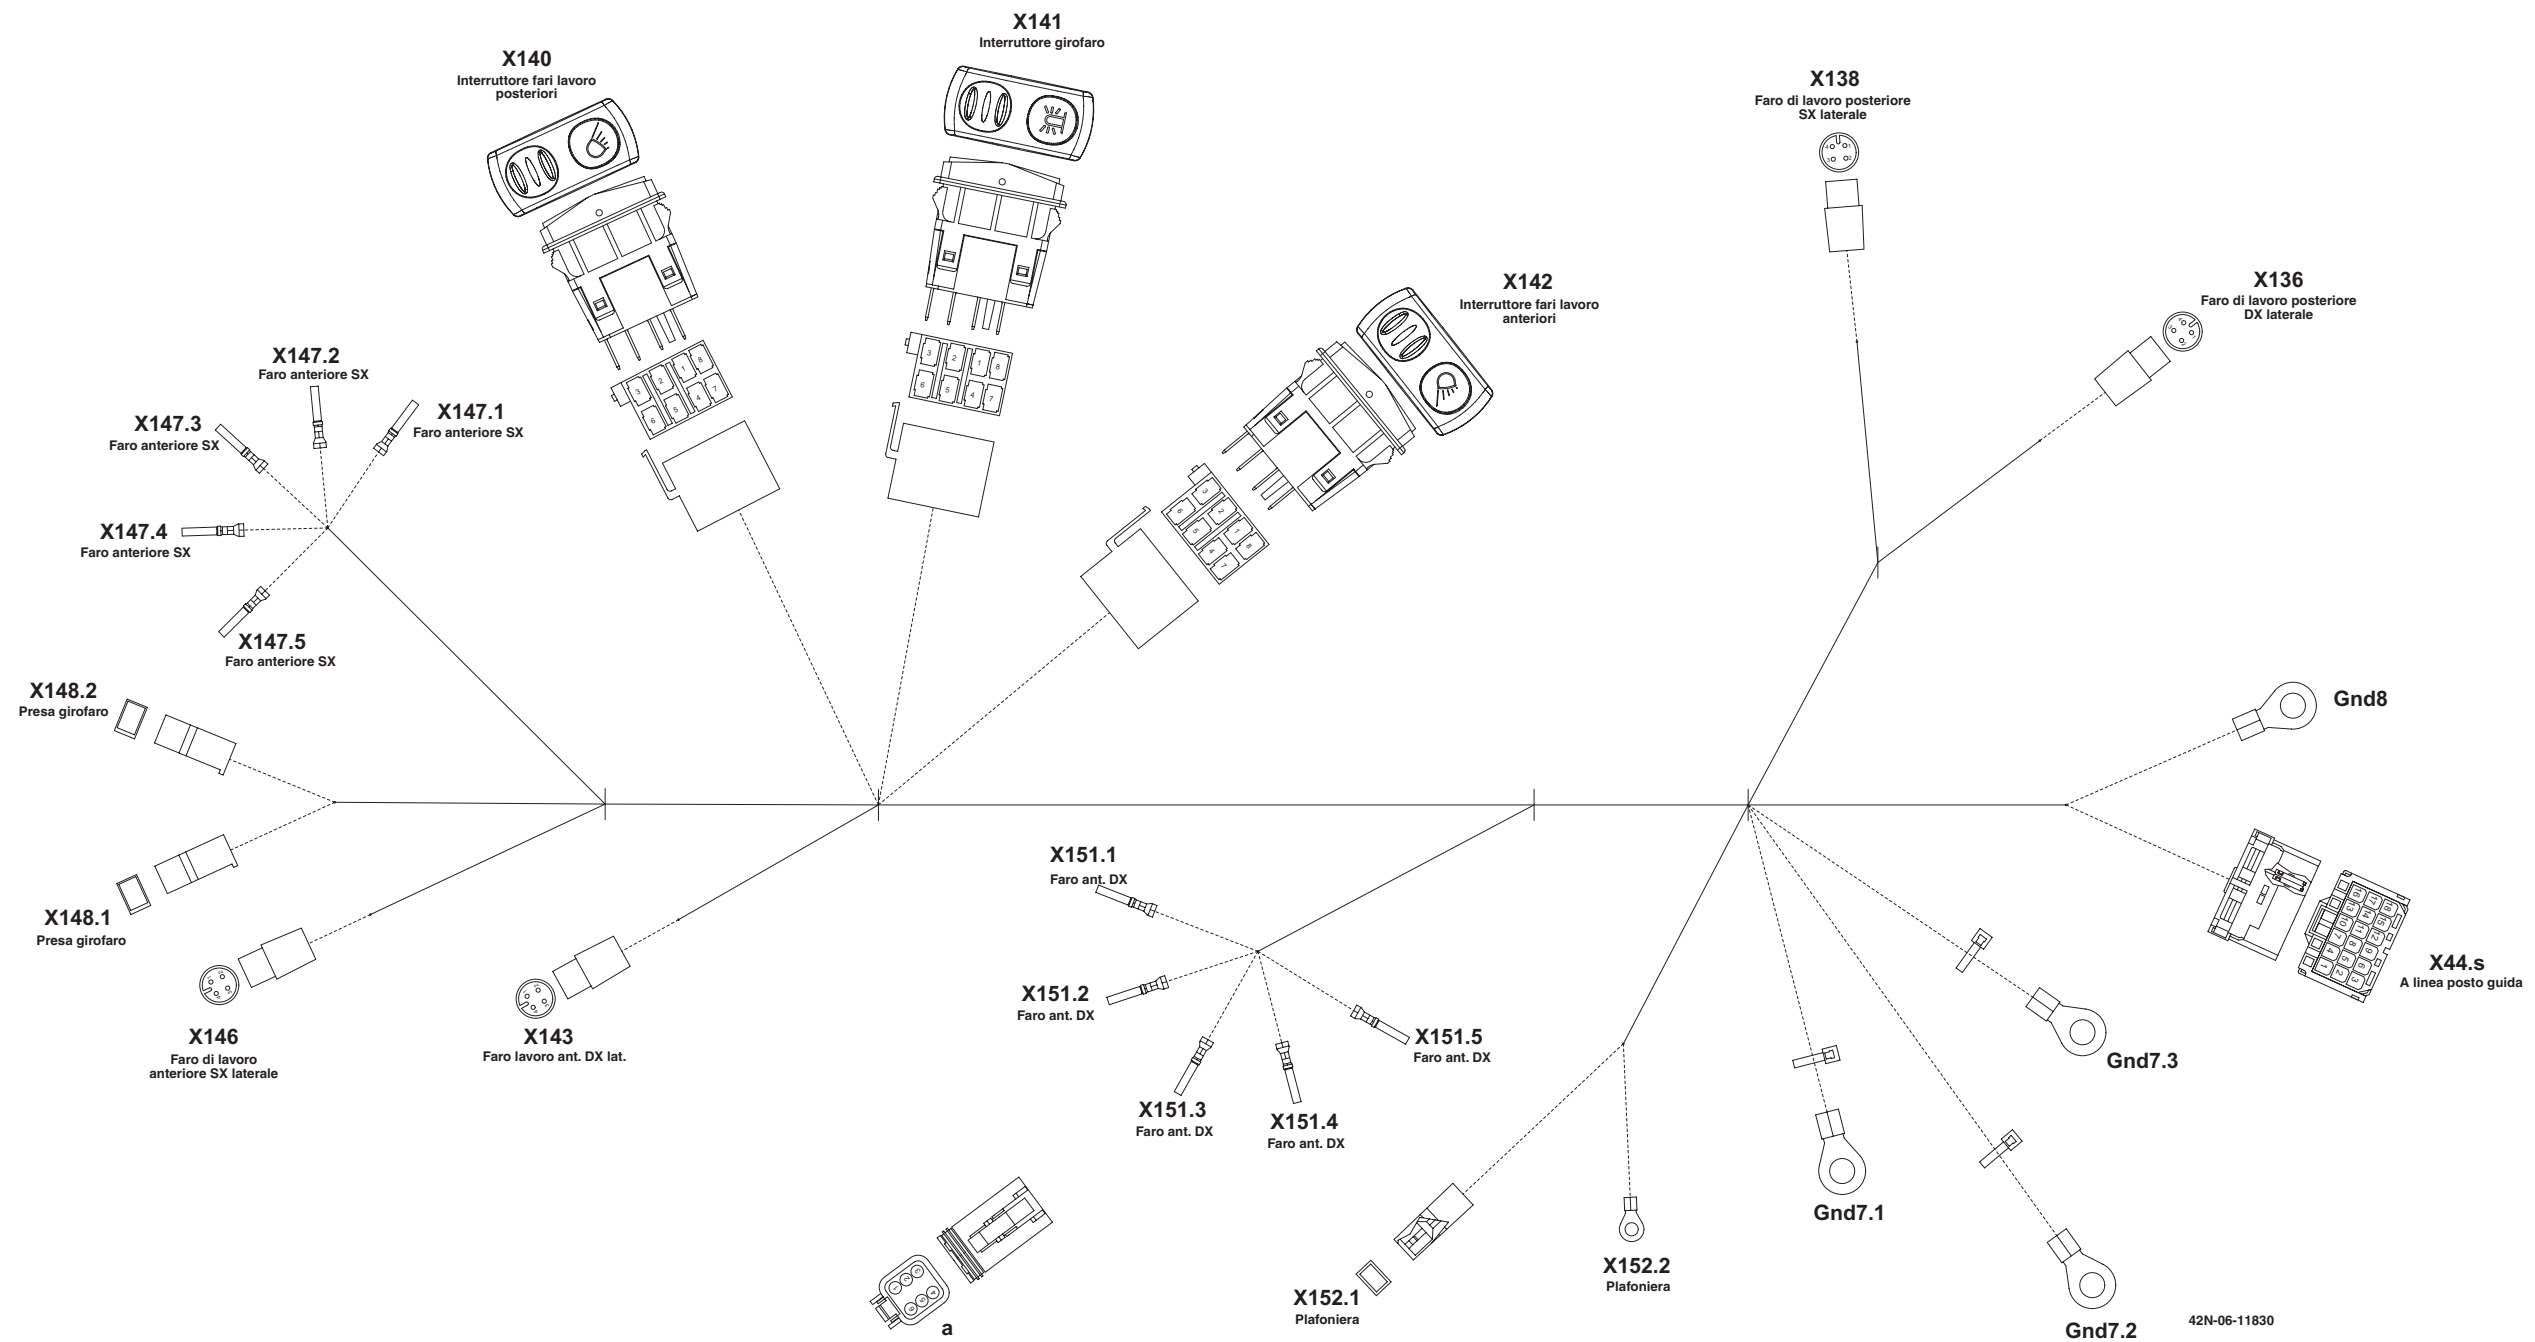 X141
Interruttore girofaro
X140
Interruttore fari lavoro
posteriori
X138
Faro di lavoro posteriore
SX laterale
X142
Interruttore fari lavoro
anteriori
X136
Faro di lavoro posteriore
DX laterale
X147.2
Faro anteriore SX
X147.1
Faro anteriore SX
X147.3
Faro anteriore SX
X147.4
Faro anteriore SX
X147.5
Faro anteriore SX
X148.2
Presa girofaro
Gnd8
X148.1
Presa girofaro
X151.1
Faro ant. DX
X44.s
A linea posto guida
X151.2
Faro ant. DX
X146
Faro di lavoro
anteriore SX laterale
X143
Faro lavoro ant. DX lat.
X151.5
Faro ant. DX
Gnd7.3
X151.3
Faro ant. DX
X151.4
Faro ant. DX
Gnd7.1
X152.2
Plafoniera
X152.1
Plafoniera
a
Gnd7.2
42N-06-11830